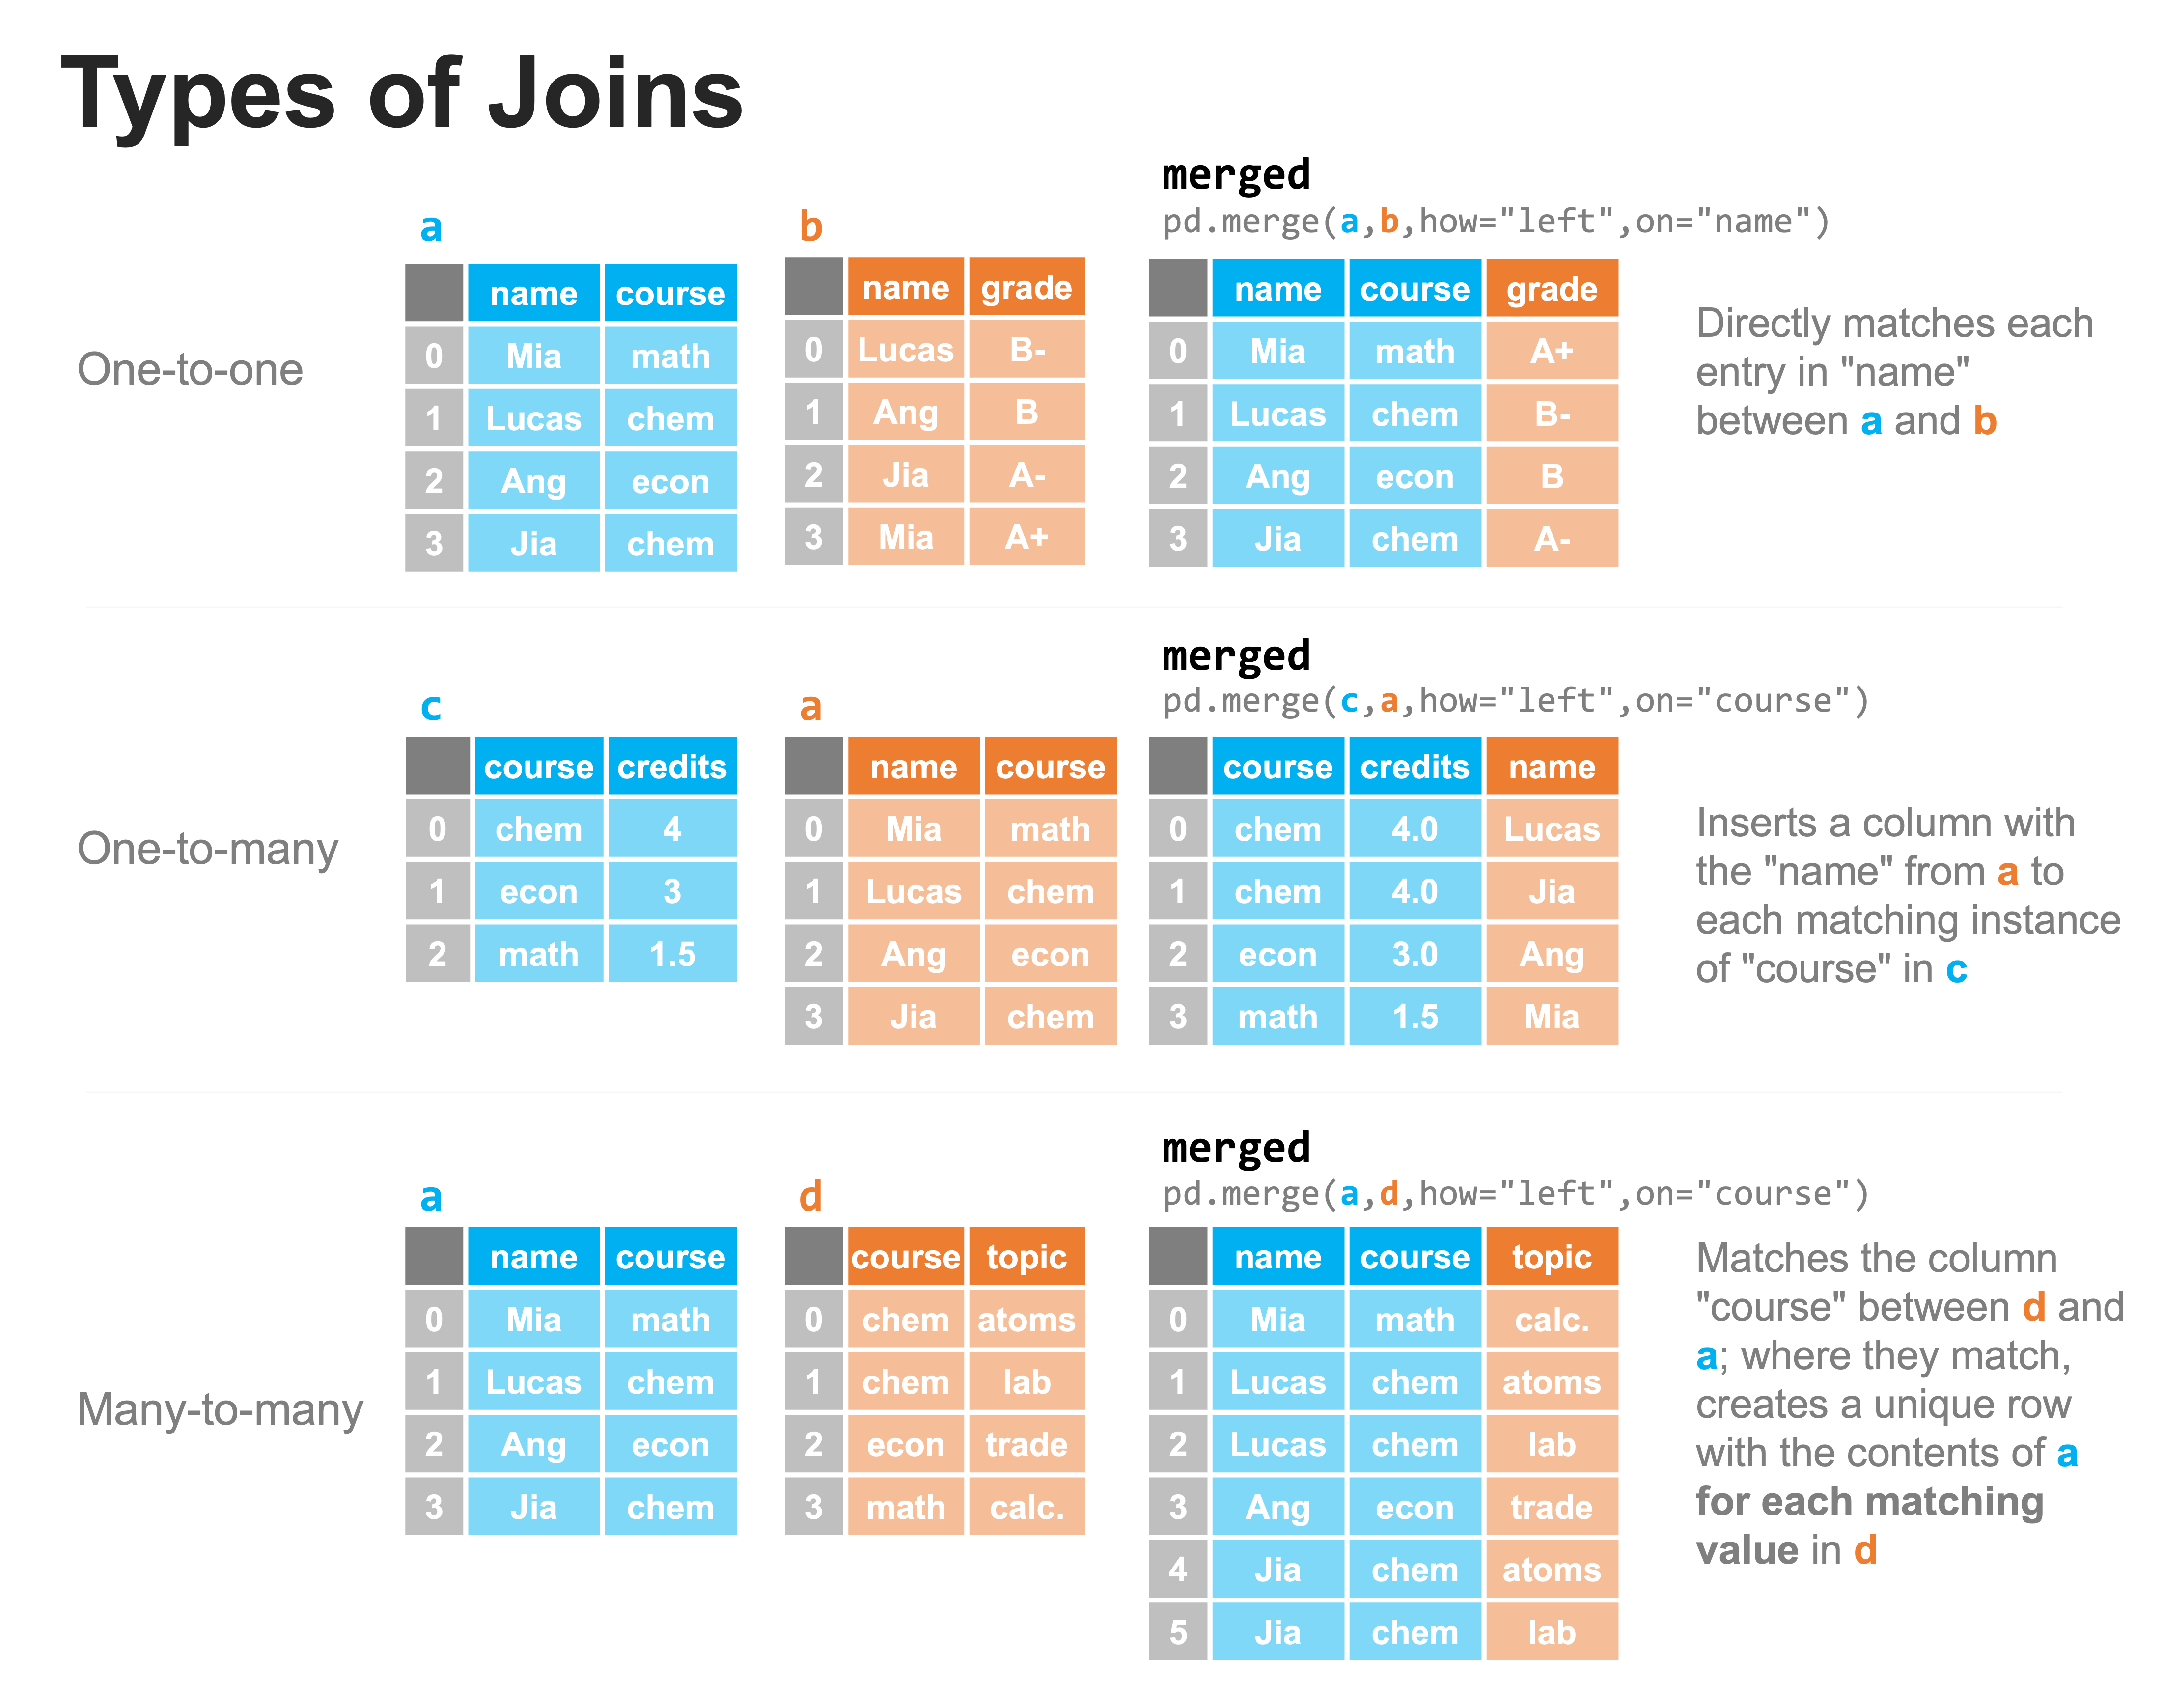 Types of Joins
One-to-one
a
name course
0 Mia math
1 Lucas chem
2 Ang econ
3 Jia chem
b
name grade
0 Lucas B-
1 Ang B
2 Jia A-
3 Mia A+
merged
pd.merge(a,b,how="left",on="name")
name course grade
0 Mia math A+
1 Lucas chem B-
2 Ang econ B
3 Jia chem A-
Directly matches each
entry in "name"
between a and b
One-to-many
c
course credits
0 chem 4
1 econ 3
2 math 1.5
a
name course
0 Mia math
1 Lucas chem
2 Ang econ
3 Jia chem
merged
pd.merge(c,a,how="left",on="course")
course credits name
0 chem 4.0 Lucas
1 chem 4.0 Jia
2 econ 3.0 Ang
3 math 1.5 Mia
Inserts a column with
the "name" from a to
each matching instance
of "course" in c
Many-to-many
a
name course
0 Mia math
1 Lucas chem
2 Ang econ
3 Jia chem
d
course topic
0 chem atoms
1 chem lab
2 econ trade
3 math calc.
merged
pd.merge(a,d,how="left",on="course")
name course topic
0 Mia math calc.
1 Lucas chem atoms
2 Lucas chem lab
3 Ang econ trade
4 Jia chem atoms
5 Jia chem lab
Matches the column
"course" between d and
a; where they match,
creates a unique row
with the contents of a
for each matching
value in d